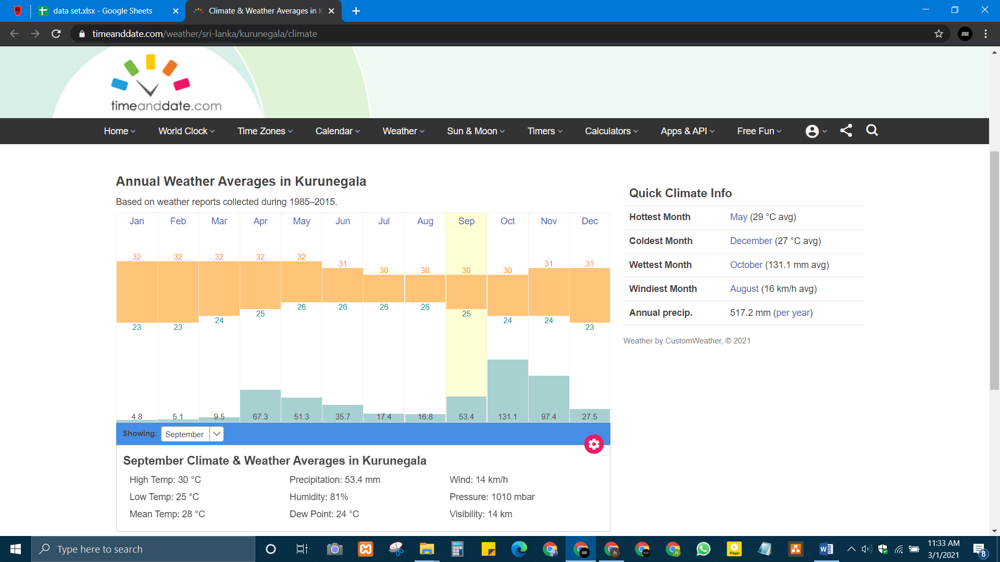 data set.xlsx - Google Sheets
Climate & Weather Averages in K
timeanddate.com/weather/sri-lanka/kurunegala/climate
timeanddate.com
Home World Clock Time Zones Calendar Weather Sun & Moon Timers Calculators Apps & API Free Fun
Annual Weather Averages in Kurunegala
Based on weather reports collected during 1985–2015.
Jan Feb Mar Apr May Jun Jul Aug Sep Oct Nov Dec
32 32 32 32 32 31 30 30 30 30 31 31
23 23 24 25 26 26 26 26 25 24 24 23
4.8 5.1 9.5 67.3 51.3 35.7 17.4 16.8 53.4 131.1 97.4 27.5
Showing: September
September Climate & Weather Averages in Kurunegala
High Temp: 30 °C Precipitation: 53.4 mm Wind: 14 km/h
Low Temp: 25 °C Humidity: 81% Pressure: 1010 mbar
Mean Temp: 28 °C Dew Point: 24 °C Visibility: 14 km
Quick Climate Info
Hottest Month May (29 °C avg)
Coldest Month December (27 °C avg)
Wettest Month October (131.1 mm avg)
Windiest Month August (16 km/h avg)
Annual precip. 517.2 mm (per year)
Weather by CustomWeather, © 2021
Type here to search
Player
11:33 AM
3/1/2021
8